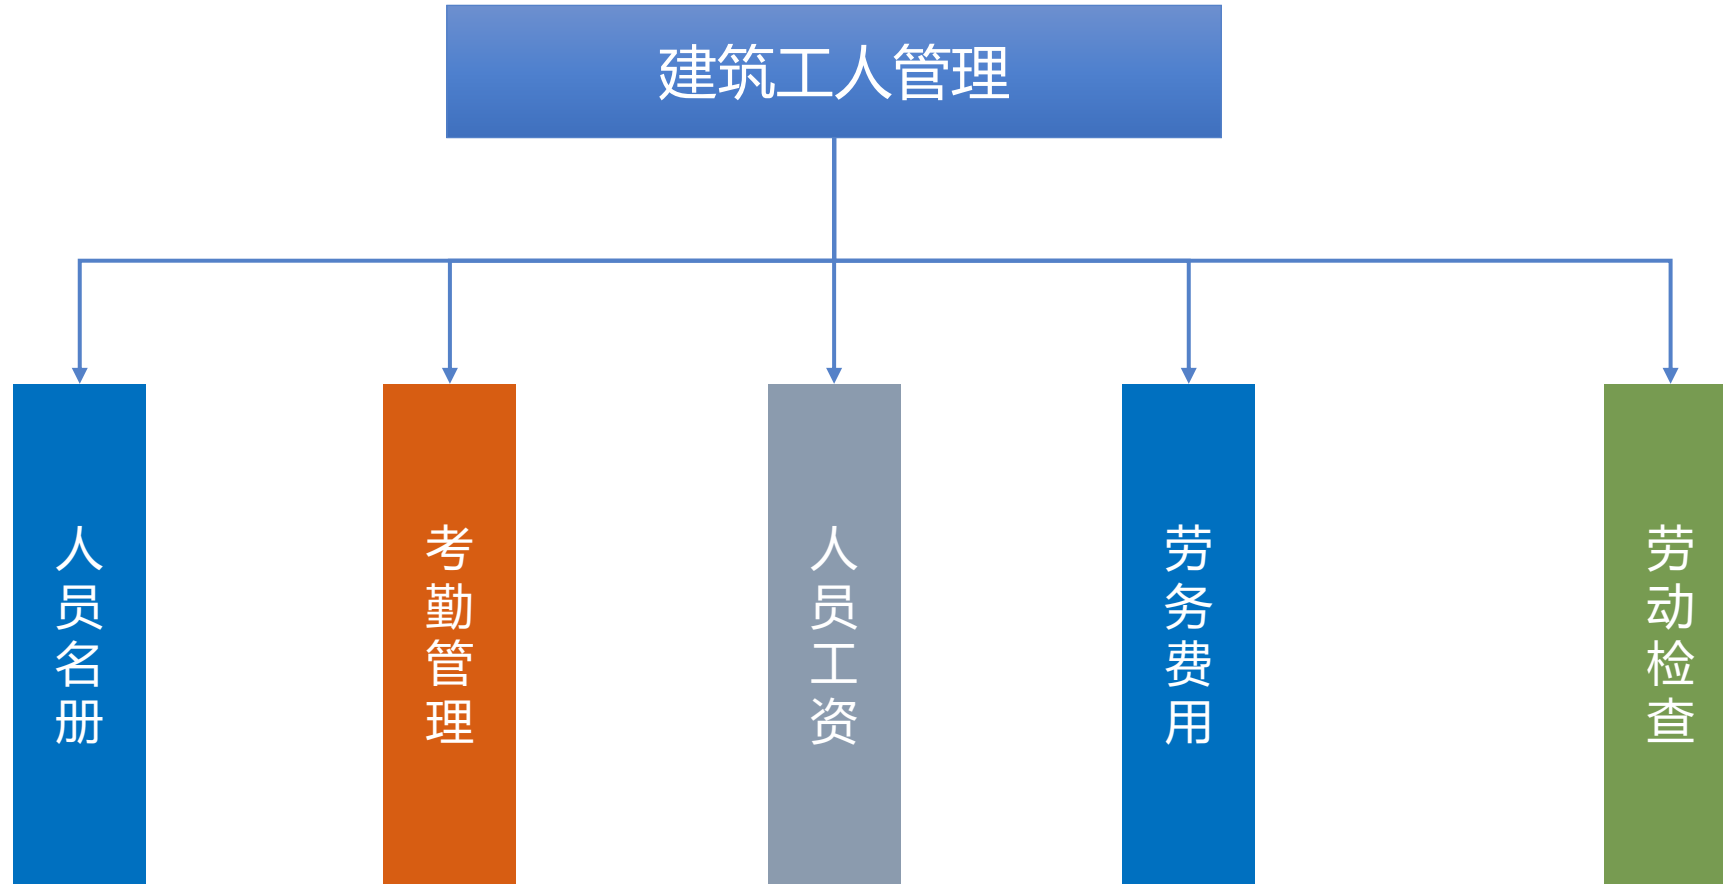 建筑工人管理
人员名册
考勤管理
人员工资
劳务费用
劳动检查